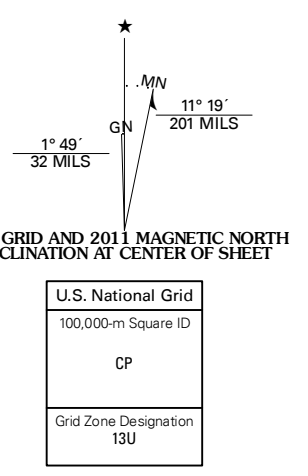 ★
MN
11° 19´
201 MILS
GN
1° 49´
32 MILS
GRID AND 2011 MAGNETIC NORTH
CLINATION AT CENTER OF SHEET
U.S. National Grid
100,000-m Square ID
CP
Grid Zone Designation
13U